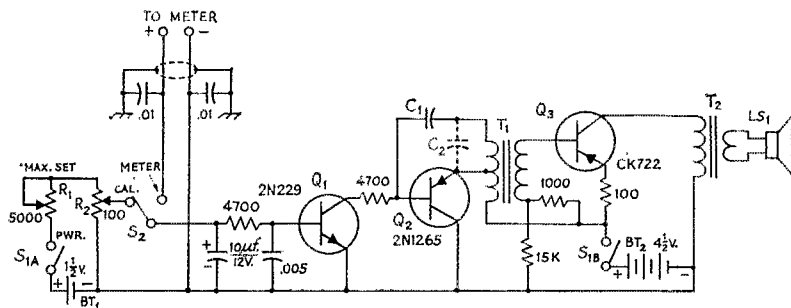 TO METER
+ -
.01 .01
"MAX. SET
R1
5000
R2
100
CAL.
METER
S2
PWR.
S1A
1½V.
+ -
BT1
4700
+
-
10µf.
12V.
.005
2N229
Q1
4700
C1
C2
Q2
2N1265
T1
Q3
CK722
1000
100
15K
S1B
BT2 4½V.
+ -
T2
LS1